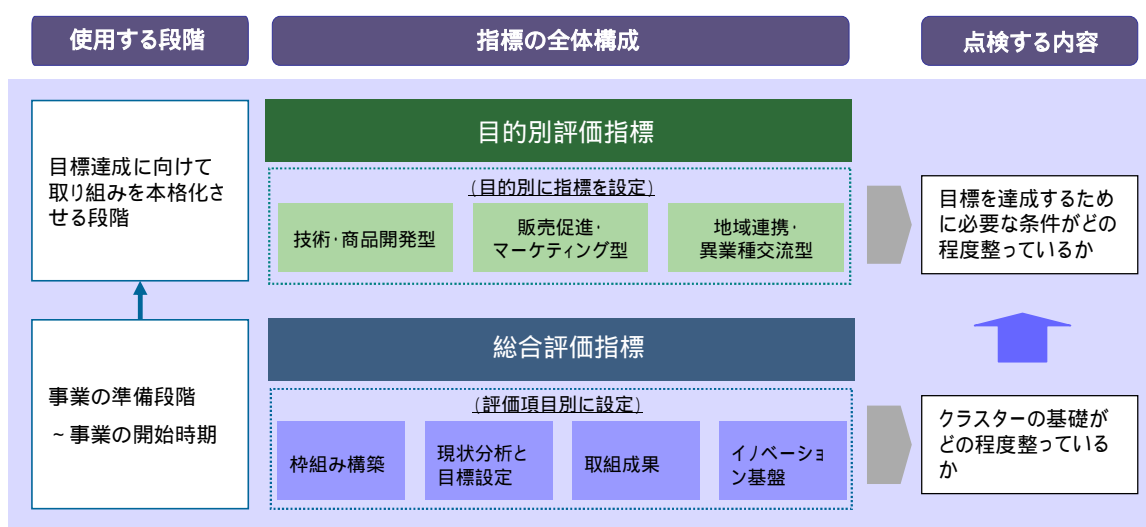 使用する段階
指標の全体構成
点検する内容
目標達成に向けて
取り組みを本格化さ
せる段階
目的別評価指標
(目的別に指標を設定)
技術・商品開発型
販売促進・
マーケティング型
地域連携・
異業種交流型
目標を達成するため
に必要な条件がどの
程度整っているか
事業の準備段階
~事業の開始時期
総合評価指標
(評価項目別に設定)
枠組み構築
現状分析と
目標設定
取組成果
イノベーショ
ン基盤
クラスターの基礎が
どの程度整っている
か